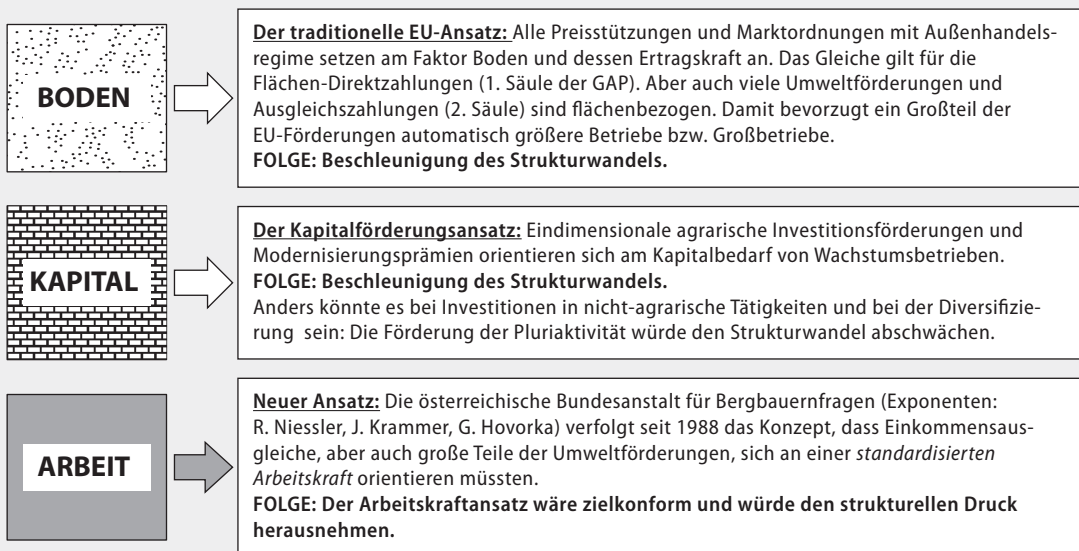 BODEN
Der traditionelle EU-Ansatz: Alle Preisstützungen und Marktordnungen mit Außenhandels-
regime setzen am Faktor Boden und dessen Ertragskraft an. Das Gleiche gilt für die
Flächen-Direktzahlungen (1. Säule der GAP). Aber auch viele Umweltförderungen und
Ausgleichszahlungen (2. Säule) sind flächenbezogen. Damit bevorzugt ein Großteil der
EU-Förderungen automatisch größere Betriebe bzw. Großbetriebe.
FOLGE: Beschleunigung des Strukturwandels.
KAPITAL
Der Kapitalförderungsansatz: Eindimensionale agrarische Investitionsförderungen und
Modernisierungsprämien orientieren sich am Kapitalbedarf von Wachstumsbetrieben.
FOLGE: Beschleunigung des Strukturwandels.
Anders könnte es bei Investitionen in nicht-agrarische Tätigkeiten und bei der Diversifizie-
rung sein: Die Förderung der Pluriaktivität würde den Strukturwandel abschwächen.
ARBEIT
Neuer Ansatz: Die österreichische Bundesanstalt für Bergbauernfragen (Exponenten:
R. Niessler, J. Krammer, G. Hovorka) verfolgt seit 1988 das Konzept, dass Einkommensaus-
gleiche, aber auch große Teile der Umweltförderungen, sich an einer standardisierten
Arbeitskraft orientieren müssten.
FOLGE: Der Arbeitskraftansatz wäre zielkonform und würde den strukturellen Druck
herausnehmen.